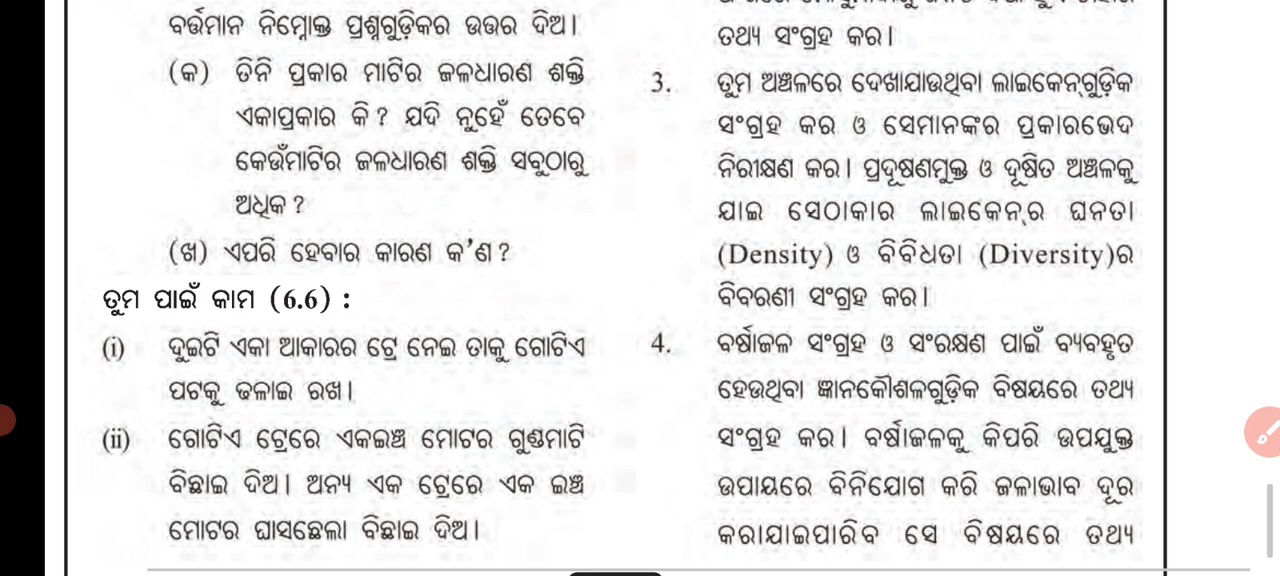 ବର୍ତ୍ତମାନ ନିମ୍ନୋକ୍ତ ପ୍ରଶ୍ନଗୁଡ଼ିକର ଉତ୍ତର ଦିଅ।
(କ) ତିନି ପ୍ରକାର ମାଟିର ଜଳଧାରଣ ଶକ୍ତି
ଏକାପ୍ରକାର କି? ଯଦି ନୁହେଁ ତେବେ
କେଉଁମାଟିର ଜଳଧାରଣ ଶକ୍ତି ସବୁଠାରୁ
ଅଧିକ?
(ଖ) ଏପରି ହେବାର କାରଣ କ'ଣ?
ତୁମ ପାଇଁ କାମ (6.6) :
(i) ଦୁଇଟି ଏକା ଆକାରର ଟ୍ରେ ନେଇ ତାକୁ ଗୋଟିଏ
ପଟକୁ ଢଳାଇ ରଖ।
(ii) ଗୋଟିଏ ଟ୍ରେରେ ଏକଇଞ୍ଚ ମୋଟର ଗୁଣ୍ଡମାଟି
ବିଛାଇ ଦିଅ। ଅନ୍ୟ ଏକ ଟ୍ରେରେ ଏକ ଇଞ୍ଚ
ମୋଟର ଘାସଛେଲା ବିଛାଇ ଦିଅ।
ତଥ୍ୟ ସଂଗ୍ରହ କର।
3. ତୁମ ଅଞ୍ଚଳରେ ଦେଖାଯାଉଥିବା ଲାଇକେନ୍‌ଗୁଡ଼ିକ
ସଂଗ୍ରହ କର ଓ ସେମାନଙ୍କର ପ୍ରକାରଭେଦ
ନିରୀକ୍ଷଣ କର। ପ୍ରଦୂଷଣମୁକ୍ତ ଓ ଦୂଷିତ ଅଞ୍ଚଳକୁ
ଯାଇ ସେଠାକାର ଲାଇକେନ୍‌ର ଘନତା
(Density) ଓ ବିବିଧତା (Diversity)ର
ବିବରଣୀ ସଂଗ୍ରହ କର।
4. ବର୍ଷାଜଳ ସଂଗ୍ରହ ଓ ସଂରକ୍ଷଣ ପାଇଁ ବ୍ୟବହୃତ
ହେଉଥିବା ଜ୍ଞାନକୌଶଳଗୁଡ଼ିକ ବିଷୟରେ ତଥ୍ୟ
ସଂଗ୍ରହ କର। ବର୍ଷାଜଳକୁ କିପରି ଉପଯୁକ୍ତ
ଉପାୟରେ ବିନିଯୋଗ କରି ଜଳାଭାବ ଦୂର
କରାଯାଇପାରିବ ସେ ବିଷୟରେ ତଥ୍ୟ